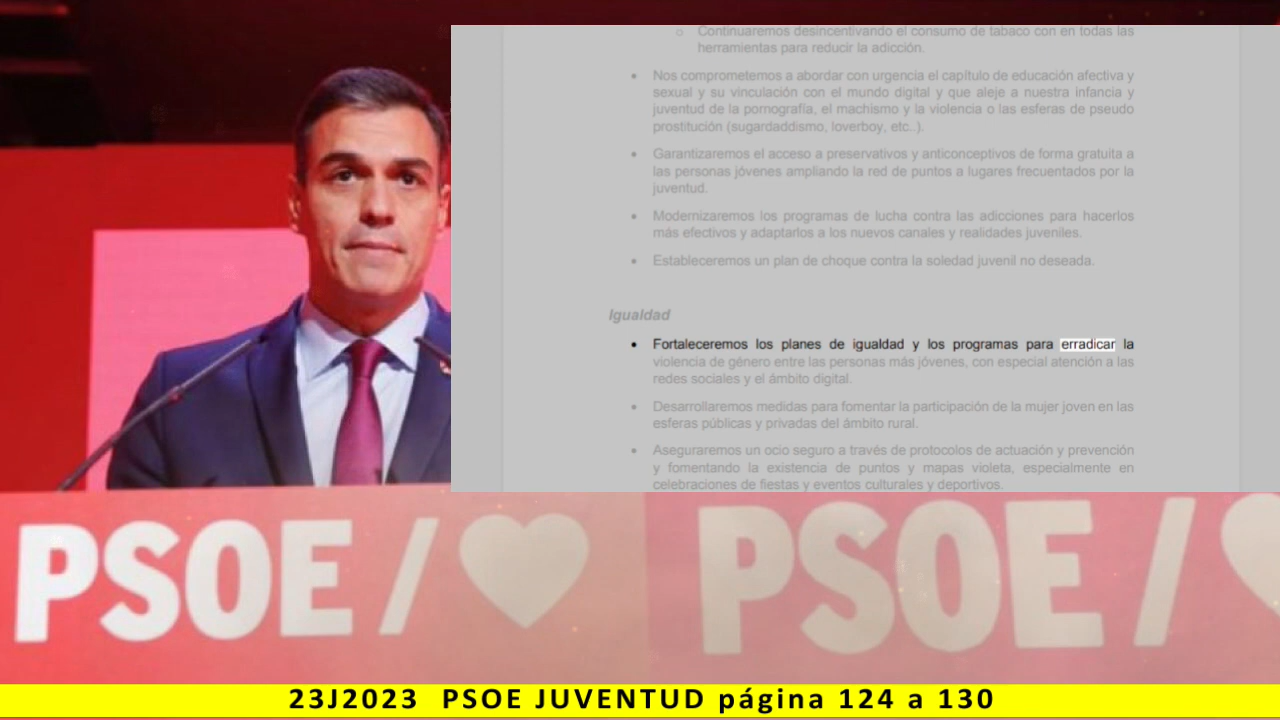 Continuaremos desincentivando el consumo de tabaco con en todas las
herramientas para reducir la adicción.
Nos comprometemos a abordar con urgencia el capítulo de educación afectiva y
sexual y su vinculación con el mundo digital y que aleje a nuestra infancia y
juventud de la pornografía, el machismo y la violencia o las esferas de pseudo
prostitución (sugardaddismo, loverboy, etc..).
Garantizaremos el acceso a preservativos y anticonceptivos de forma gratuita a
las personas jóvenes ampliando la red de puntos a lugares frecuentados por la
juventud.
Modernizaremos los programas de lucha contra las adicciones para hacerlos
más efectivos y adaptarlos a los nuevos canales y realidades juveniles.
Estableceremos un plan de choque contra la soledad juvenil no deseada.
Igualdad
Fortaleceremos los planes de igualdad y los programas para erradicar la
violencia de género entre las personas más jóvenes, con especial atención a las
redes sociales y el ámbito digital.
Desarrollaremos medidas para fomentar la participación de la mujer joven en las
esferas públicas y privadas del ámbito rural.
Aseguraremos un ocio seguro a través de protocolos de actuación y prevención
y fomentando la existencia de puntos y mapas violeta, especialmente en
celebraciones de fiestas y eventos culturales y deportivos.
PSOE /
PSOE /
23J2023 PSOE JUVENTUD página 124 a 130